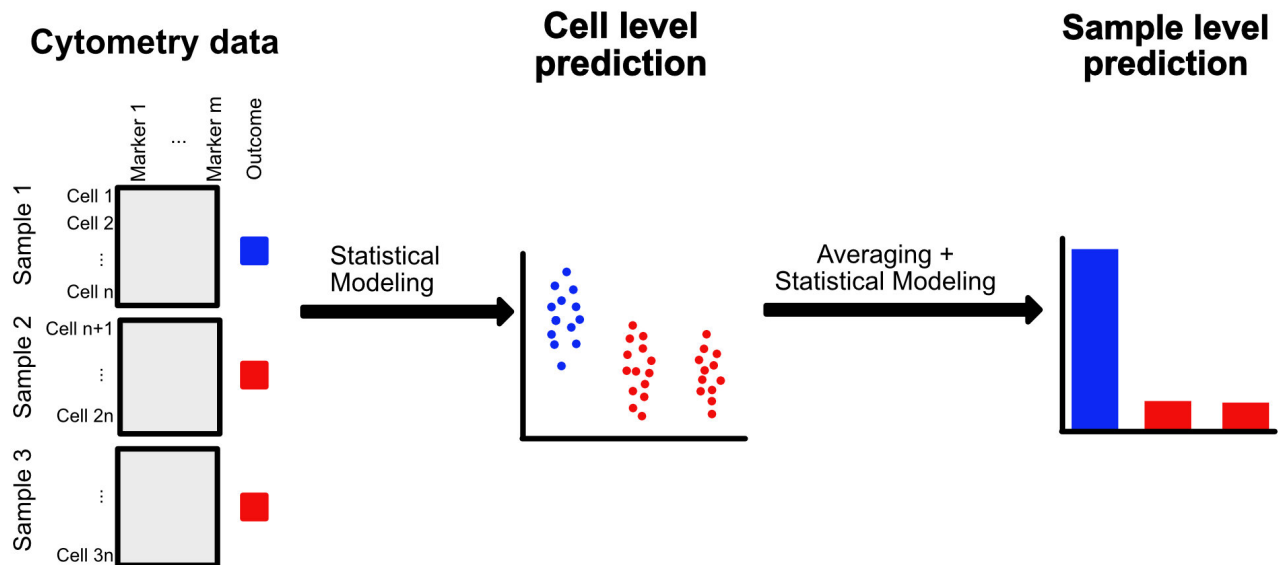 Cytometry data
Cell level
prediction
Sample level
prediction
Marker 1
...
Marker m
Outcome
Sample 1
Cell 1
Cell 2
...
Cell n
Sample 2
Cell n+1
...
Cell 2n
Sample 3
...
Cell 3n
Statistical
Modeling
Averaging +
Statistical Modeling